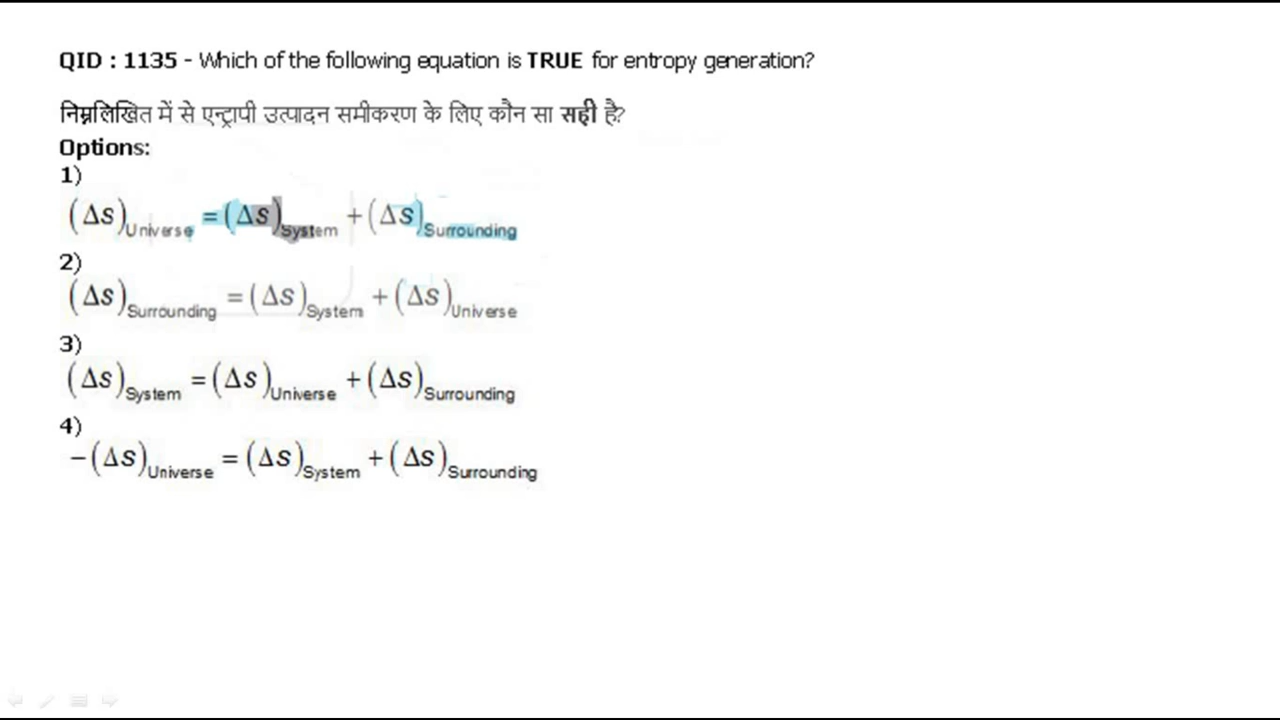 QID : 1135 - Which of the following equation is TRUE for entropy generation?
निम्नलिखित में से एन्ट्रापी उत्पादन समीकरण के लिए कौन सा सही है?
Options:
1)
(Δs)Universe = (Δs)System + (Δs)Surrounding
2)
(Δs)Surrounding = (Δs)System + (Δs)Universe
3)
(Δs)System = (Δs)Universe + (Δs)Surrounding
4)
−(Δs)Universe = (Δs)System + (Δs)Surrounding